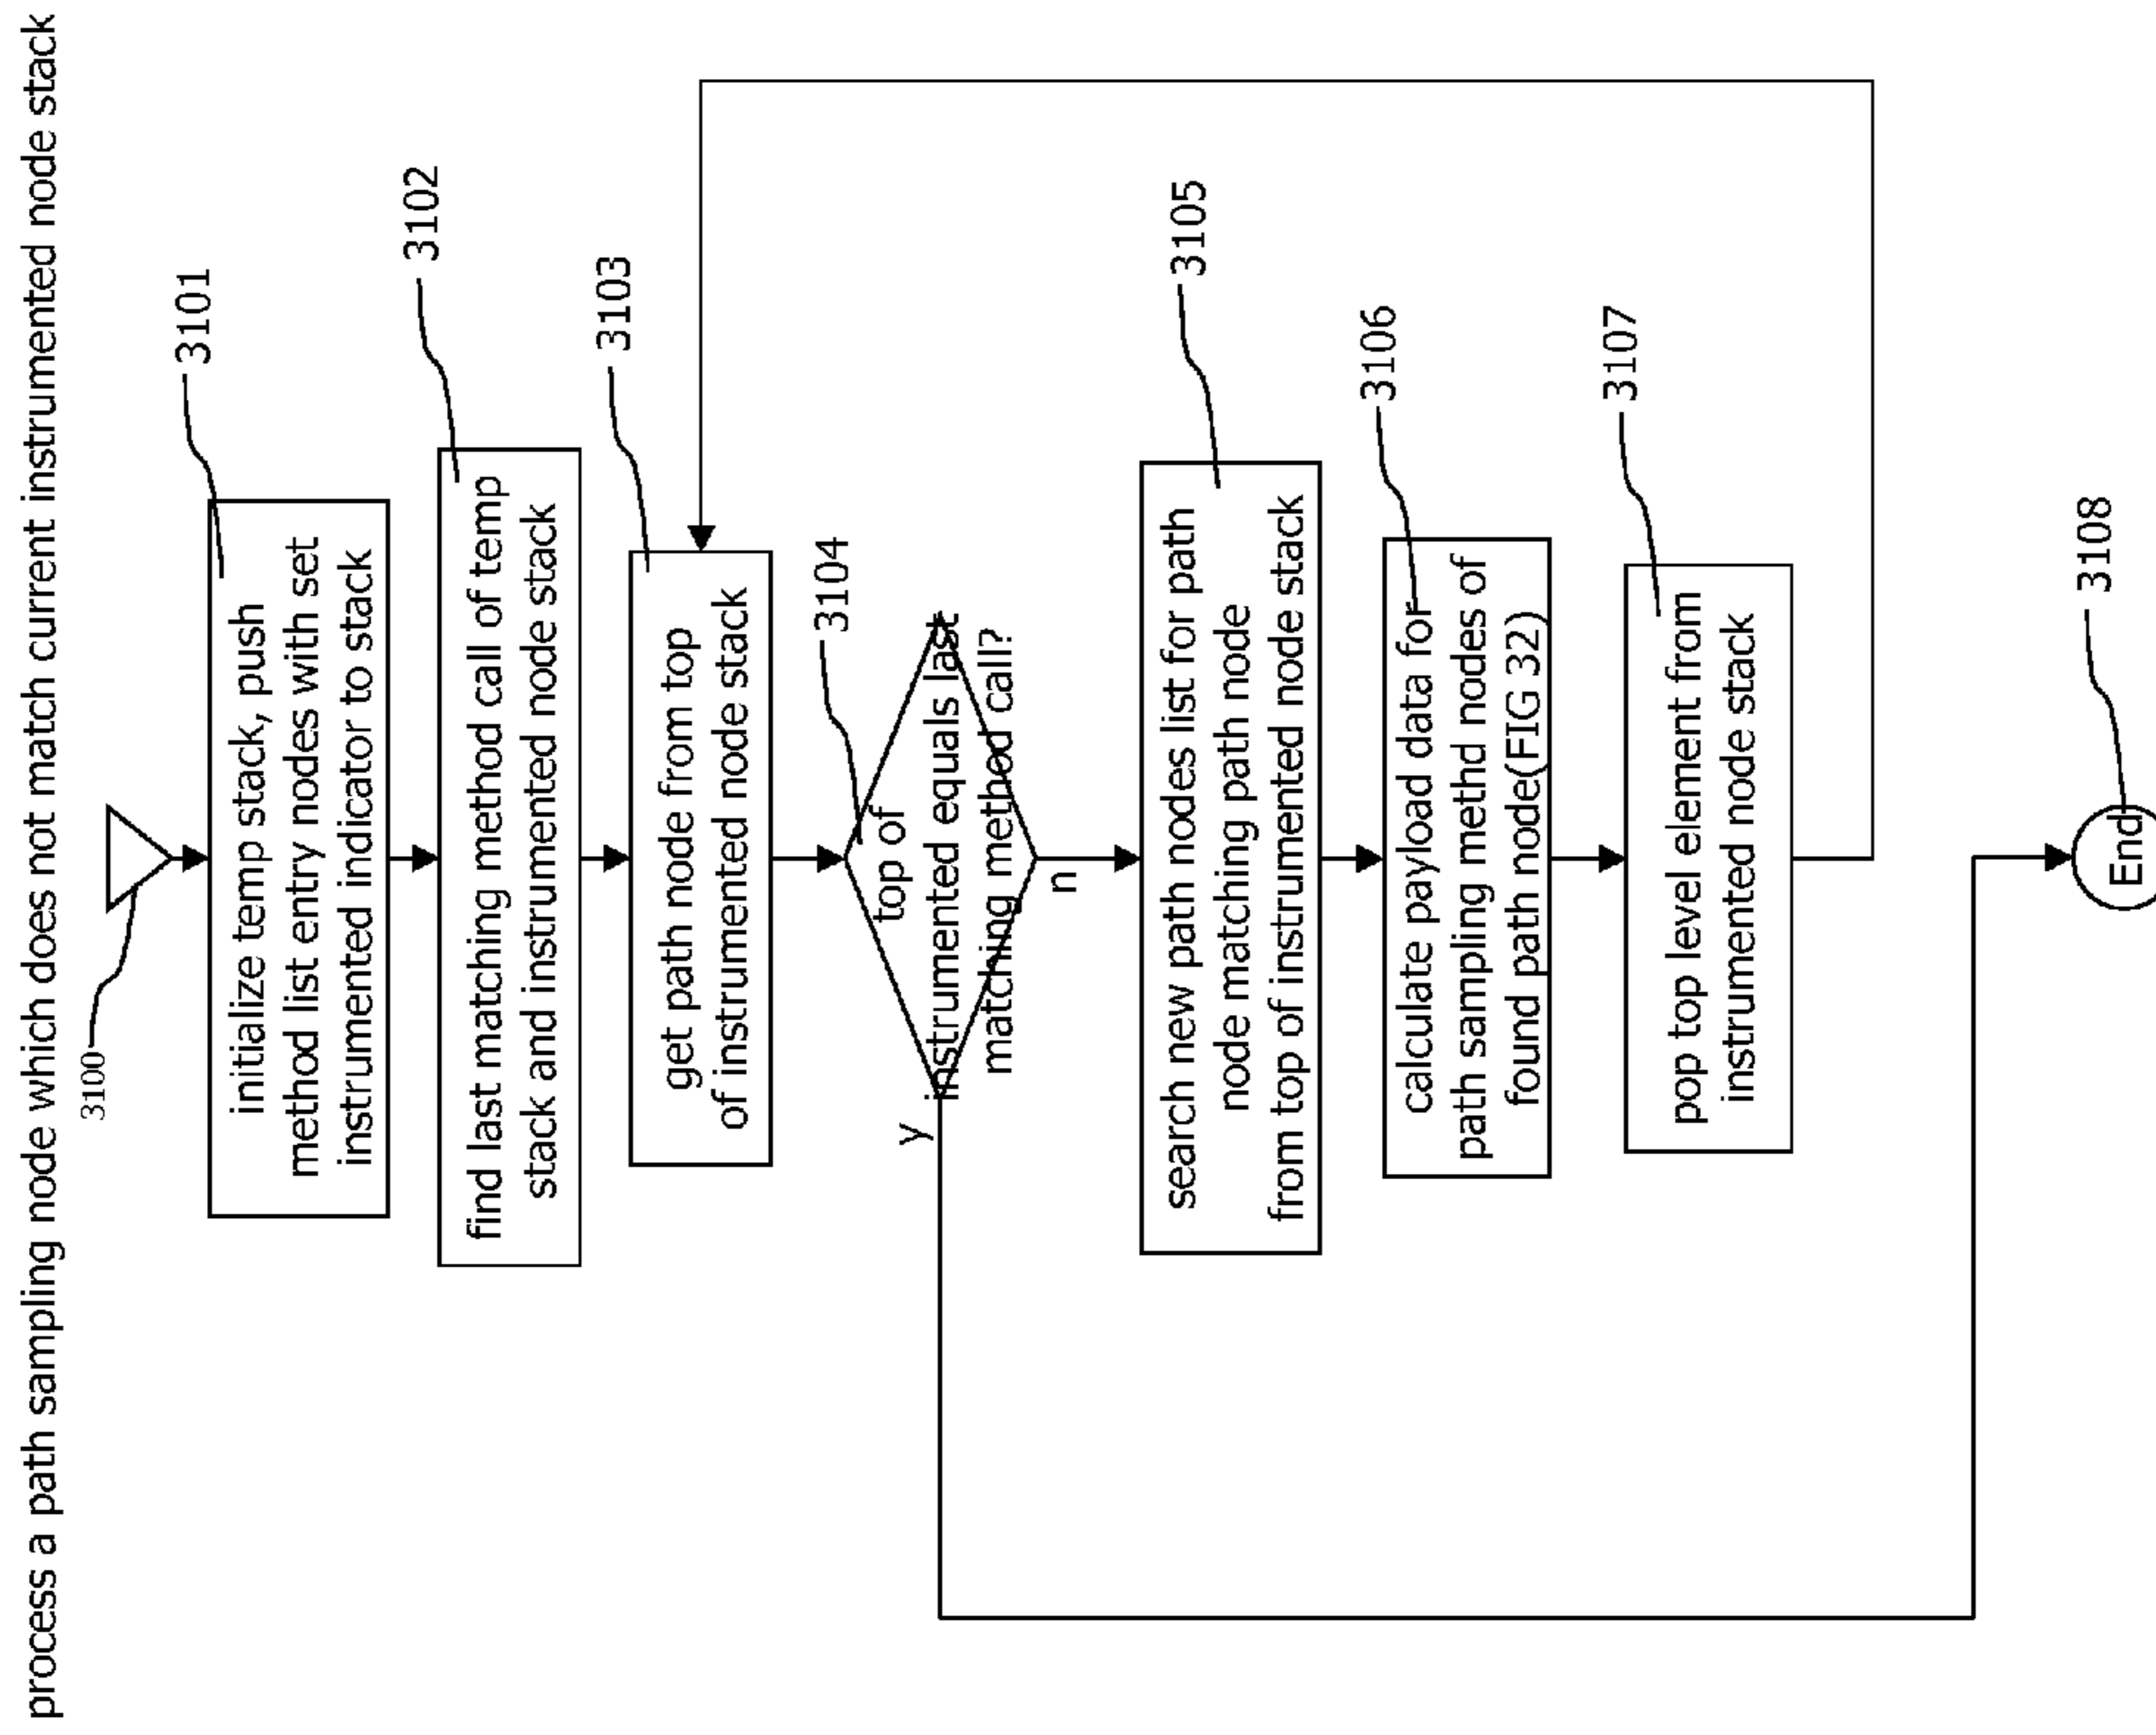 process a path sampling node which does not match current instrumented node stack
3100
3101
initialize temp stack, push
method list entry nodes with set
instrumented indicator to stack
3102
find last matching method call of temp
stack and instrumented node stack
3103
get path node from top
of instrumented node stack
3104
top of
instrumented equals last
matching method call?
y
n
3105
search new path nodes list for path
node matching path node
from top of instrumented node stack
3106
calculate payload data for
path sampling methd nodes of
found path node(FIG 32)
3107
pop top level element from
instrumented node stack
3108
End